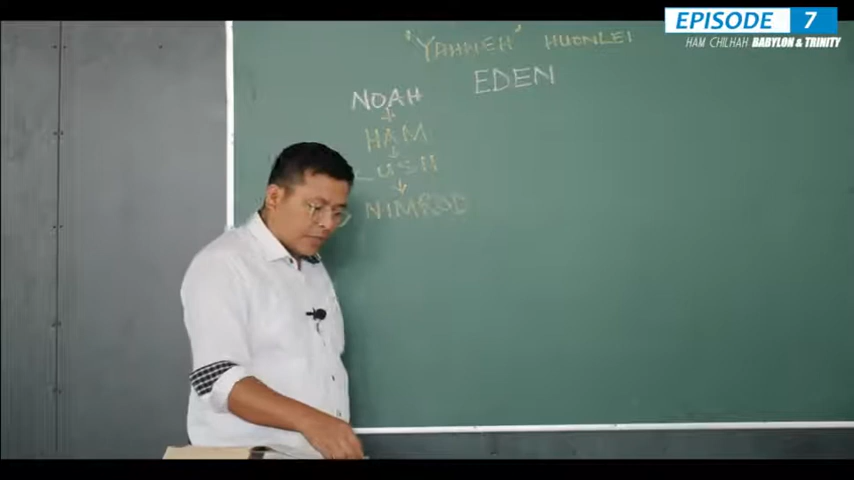 EPISODE 7
HAM CHILHAH BABYLON & TRINITY
"YAHWEH" HUONLEI
EDEN
NOAH
HAM
CUSH
NIMROD